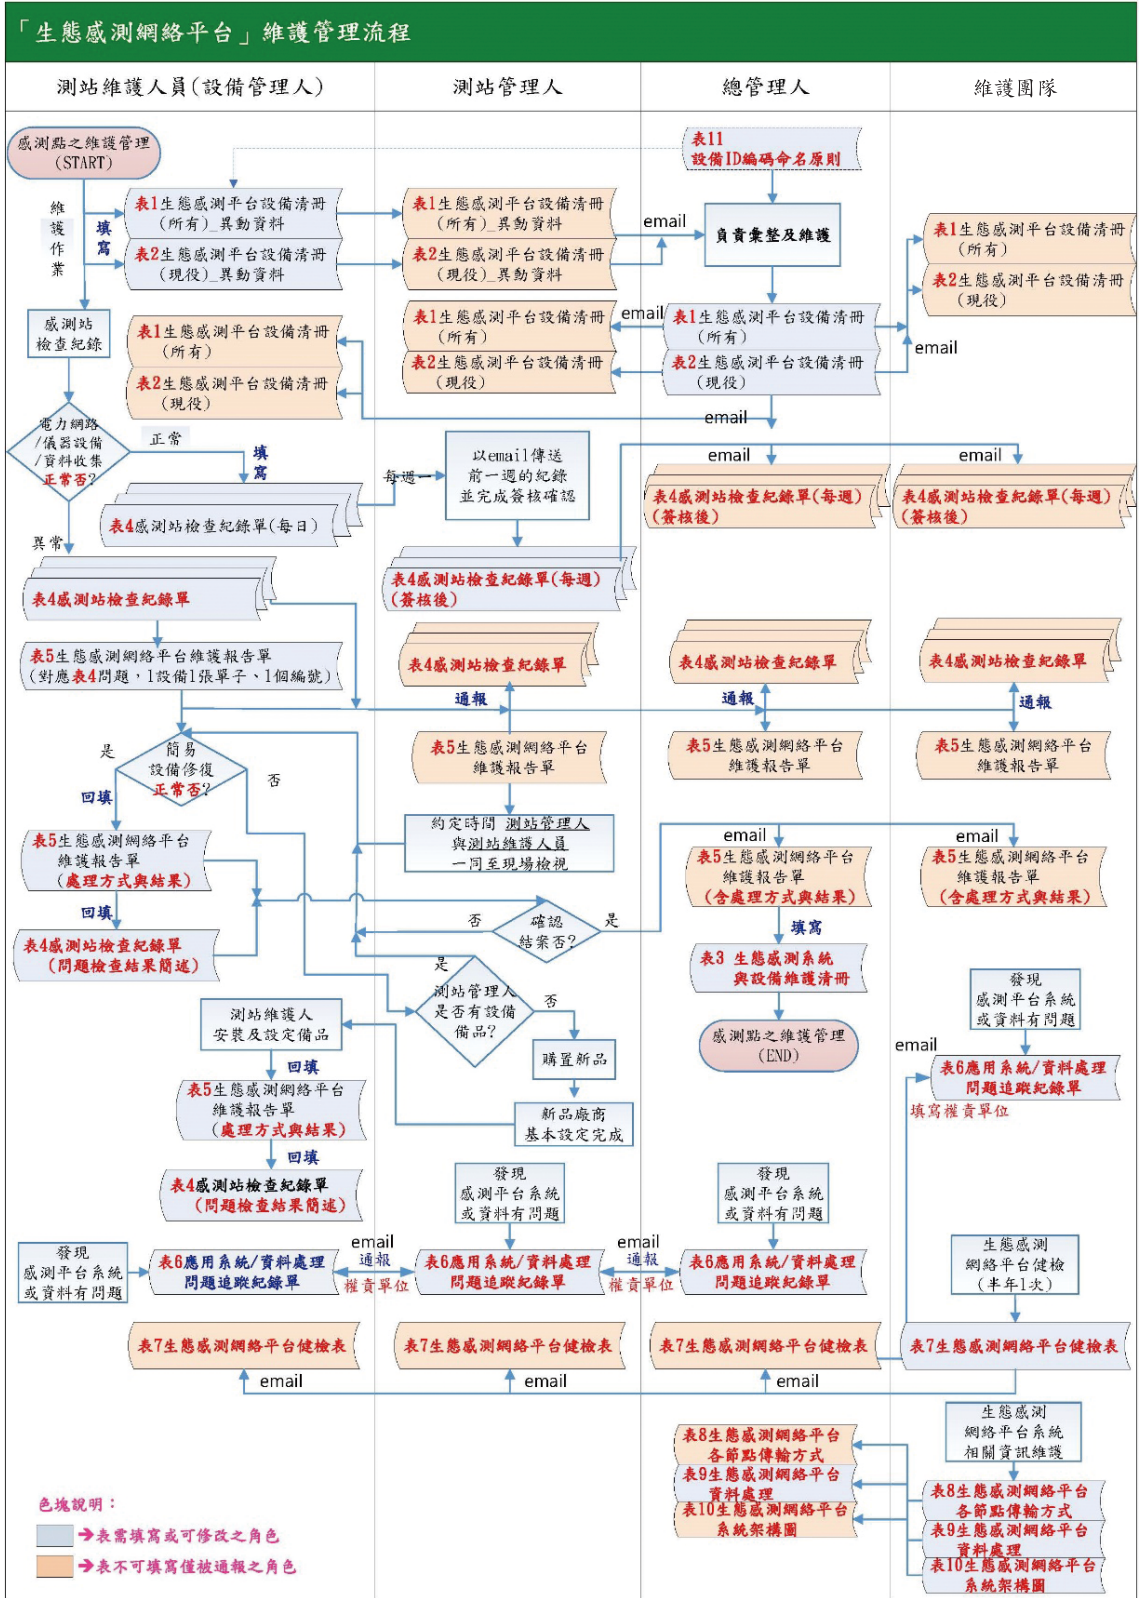 「生態感測網絡平台」維護管理流程
測站維護人員(設備管理人)
測站管理人
總管理人
維護團隊
感測點之維護管理
(START)
表11
設備ID編码命名原則
維
護
作
業
填
寫
表1生態感測平台設備清冊
(所有)_異動資料
表2生態感測平台設備清冊
(現役)_異動資料
表1生態感測平台設備清冊
(所有)_異動資料
表2生態感測平台設備清冊
(現役)_異動資料
email
負責彙整及維護
表1生態感測平台設備清冊
(所有)
表2生態感測平台設備清冊
(現役)
感測站
檢查紀錄
表1生態感測平台設備清冊
(所有)
表2生態感測平台設備清冊
(現役)
表1生態感測平台設備清冊
(所有)
表2生態感測平台設備清冊
(現役)
email
表1生態感測平台設備清冊
(所有)
表2生態感測平台設備清冊
(現役)
email
email
電力網路
/儀器設備
/資料收集
正常否?
正常
填
寫
表4感測站檢查紀錄單(每日)
每週一
以email傳送
前一週的紀錄
並完成簽核確認
email
表4感測站檢查紀錄單(每週)
(簽核後)
email
表4感測站檢查紀錄單(每週)
(簽核後)
異常
表4感測站檢查紀錄單
表4感測站檢查紀錄單(每週)
(簽核後)
表5生態感測網絡平台維護報告單
(對應表4問題，1設備1張單子、1個編號)
表4感測站檢查紀錄單
表4感測站檢查紀錄單
表4感測站檢查紀錄單
通報
通報
通報
是
簡易
設備修復
正常否?
否
表5生態感測網絡平台
維護報告單
表5生態感測網絡平台
維護報告單
表5生態感測網絡平台
維護報告單
回填
約定時間 測站管理人
與測站維護人員
一同至現場檢視
email
email
表5生態感測網絡平台
維護報告單
(處理方式與結果)
表5生態感測網絡平台
維護報告單
(含處理方式與結果)
表5生態感測網絡平台
維護報告單
(含處理方式與結果)
回填
否
確認
結案否?
是
填寫
表4感測站檢查紀錄單
(問題檢查結果簡述)
表3 生態感測系統
與設備維護清冊
是
測站管理人
是否有設備
備品?
否
發現
感測平台系統
或資料有問題
測站維護人
安裝及設定備品
感測點之維護管理
(END)
email
購置新品
表6應用系統/資料處理
問題追蹤紀錄單
填寫權責單位
回填
表5生態感測網絡平台
維護報告單
(處理方式與結果)
新品廠商
基本設定完成
回填
表4感測站檢查紀錄單
(問題檢查結果簡述)
發現
感測平台系統
或資料有問題
發現
感測平台系統
或資料有問題
發現
感測平台系統
或資料有問題
表6應用系統/資料處理
問題追蹤紀錄單
email
通報
權責單位
表6應用系統/資料處理
問題追蹤紀錄單
email
通報
權責單位
表6應用系統/資料處理
問題追蹤紀錄單
生態感測
網絡平台健檢
(半年1次)
表7生態感測網絡平台健檢表
表7生態感測網絡平台健檢表
表7生態感測網絡平台健檢表
表7生態感測網絡平台健檢表
email
email
email
生態感測
網絡平台系統
相關資訊維護
表8生態感測網絡平台
各節點傳輸方式
表9生態感測網絡平台
資料處理
表10生態感測網絡平台
系統架構圖
表8生態感測網絡平台
各節點傳輸方式
表9生態感測網絡平台
資料處理
表10生態感測網絡平台
系統架構圖
色塊說明：
→表需填寫或可修改之角色
→表不可填寫僅被通報之角色